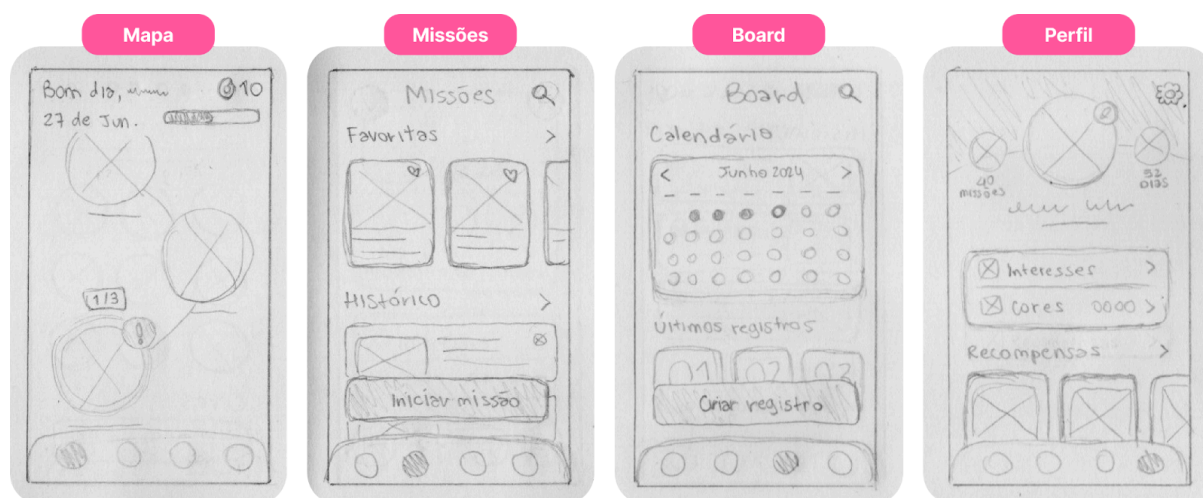 Mapa
Bom dia,
10
27 de Jun.
1/3
!
Missões
Missões
Favoritas
Histórico
Iniciar missão
Board
Board
Calendário
Junho 2024
Últimos registros
01 02 03
Criar registro
Perfil
40 missões
32 DIAS
Interesses
Cores
Recompensas